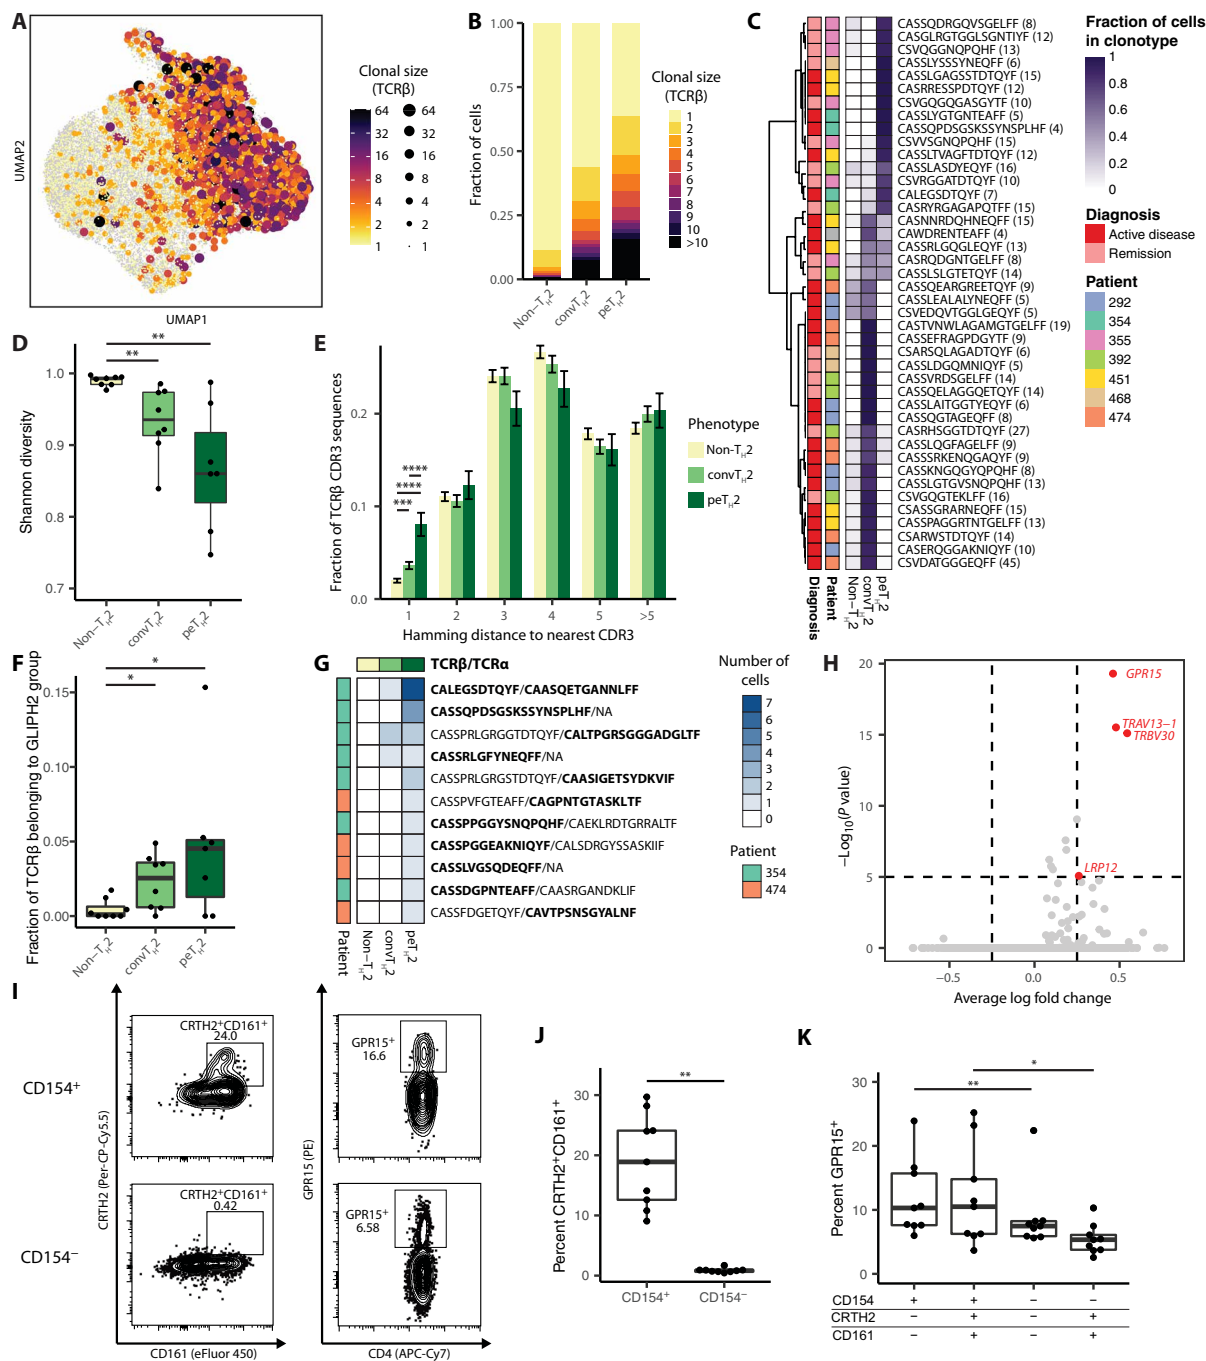 A
UMAP2
UMAP1
Clonal size
(TCRβ)
64 64
32 32
16 16
8 8
4 4
2 2
1 1
B
Fraction of cells
1.00
0.75
0.50
0.25
0.00
Non−TH2
convTH2
peTH2
Clonal size
(TCRβ)
1
2
3
4
5
6
7
8
9
10
>10
C
CASSQDRGQVSGELFF (8)
CASGLRGTGGLSGNTIYF (12)
CSVQGGNQPQHF (13)
CASSLYSSSYNEQFF (6)
CASSLGAGSSTDTQYF (15)
CASRRESSPDTQYF (12)
CSVGQGQGASGYTF (10)
CASSLYGTGNTEAFF (5)
CASSQPDSGSKSSYNSPLHF (4)
CSVVSGNQPQHF (15)
CASSLTVAGFTDTQYF (12)
CASSLASDYEQYF (16)
CSVRGGATDTQYF (10)
CALEGSDTQYF (7)
CASRYRGAGAPQTFF (15)
CASNNRDQHNEQFF (15)
CAWDRENTEAFF (4)
CASSRLGQGLEQYF (13)
CASRQDGNTGELFF (8)
CASSLSLGTETQYF (14)
CASSQEARGREETQYF (9)
CASSLEALALYNEQFF (5)
CSVEDQVTGGLGEQYF (5)
CASTVNWLAGAMGTGELFF (19)
CASSEFRAGPDGYTF (9)
CSARSQLAGADTQYF (6)
CASSLDGQMNIQYF (5)
CASSVRDSGELFF (14)
CASSQELAGGQETQYF (14)
CASSLAITGGTYEQYF (6)
CASSQGTAGEQFF (8)
CASRHSGGTDTQYF (27)
CASSLQGFAGELFF (9)
CASSSRKENQGAQYF (9)
CASSKNGQGYQPQHF (8)
CASSLGTGVSNQPQHF (13)
CSVGQGTEKLFF (16)
CSASSGRARNEQFF (15)
CASSPAGGRTNTGELFF (13)
CSARWSTDTQYF (14)
CASERQGGAKNIQYF (10)
CSVDATGGGEQFF (45)
Diagnosis
Patient
Non−TH2
convTH2
peTH2
Fraction of cells
in clonotype
1
0.8
0.6
0.4
0.2
0
Diagnosis
Active disease
Remission
Patient
292
354
355
392
451
468
474
D
Shannon diversity
1.0
0.9
0.8
0.7
**
**
Non−TH2
convTH2
peTH2
E
Fraction of TCRβ CDR3 sequences
0.2
0.1
0
****
****
***
1 2 3 4 5 >5
Hamming distance to nearest CDR3
Phenotype
Non-TH2
convTH2
peTH2
F
Fraction of TCRβ belonging to GLIPH2 group
0.15
0.10
0.05
0.00
*
*
Non−TH2
convTH2
peTH2
G
TCRβ/TCRα
CALEGSDTQYF/CAASQETGANNLFF
CASSQPDSGSKSSYNSPLHF/NA
CASSPRLGRGGTDTQYF/CALTPGRSGGGADGLTF
CASSRLGFYNEQFF/NA
CASSPRLGRGSTDTQYF/CAASIGETSYDKVIF
CASSPVFGTEAFF/CAGPNTGTASKLTF
CASSPPGGYSNQPQHF/CAEKLRDTGRRALTF
CASSPGGEAKNIQYF/CALSDRGYSSASKIIF
CASSLVGSQDEQFF/NA
CASSDGPNTEAFF/CAASRGANDKLIF
CASSFDGETQYF/CAVTPSNSGYALNF
Patient
Non−TH2
convTH2
peTH2
Number of
cells
7
6
5
4
3
2
1
0
Patient
354
474
H
−Log10(P value)
20
15
10
5
0
GPR15
TRAV13−1
TRBV30
LRP12
−0.5 0.0 0.5
Average log fold change
I
CD154+
CD154−
CRTH2 (Per-CP-Cy5.5)
CRTH2+CD161+
24.0
CRTH2+CD161+
0.42
CD161 (eFluor 450)
GPR15 (PE)
GPR15+
16.6
GPR15+
6.58
CD4 (APC-Cy7)
J
Percent CRTH2+CD161+
30
20
10
0
**
CD154+ CD154−
K
Percent GPR15+
30
20
10
0
**
*
CD154 + + − −
CRTH2 − + − +
CD161 − + − +